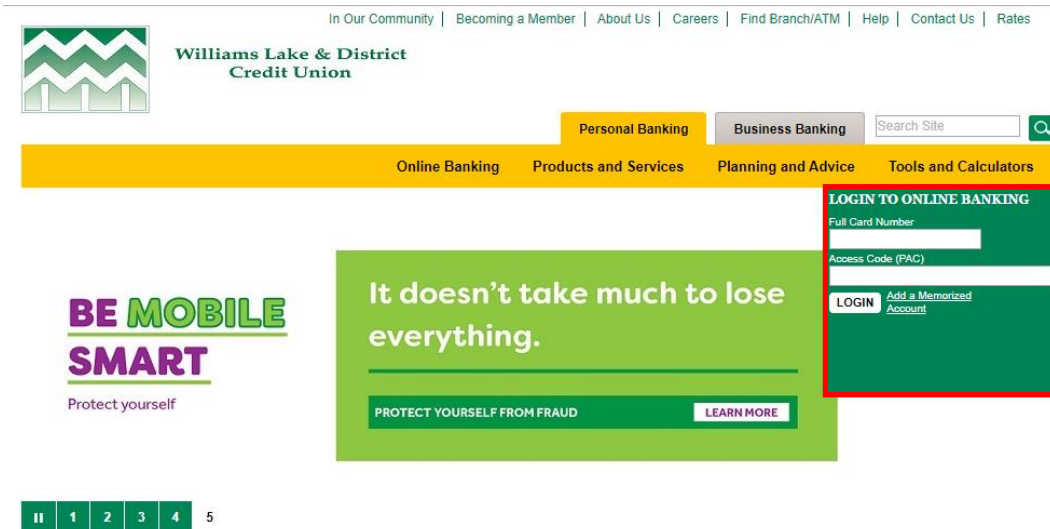 In Our Community | Becoming a Member | About Us | Careers | Find Branch/ATM | Help | Contact Us | Rates
Williams Lake & District
Credit Union
Personal Banking Business Banking Search Site
Online Banking Products and Services Planning and Advice Tools and Calculators
LOGIN TO ONLINE BANKING
Full Card Number
Access Code (PAC)
LOGIN Add a Memorized
Account
BE MOBILE
SMART
Protect yourself
It doesn't take much to lose
everything.
PROTECT YOURSELF FROM FRAUD LEARN MORE
1 2 3 4 5